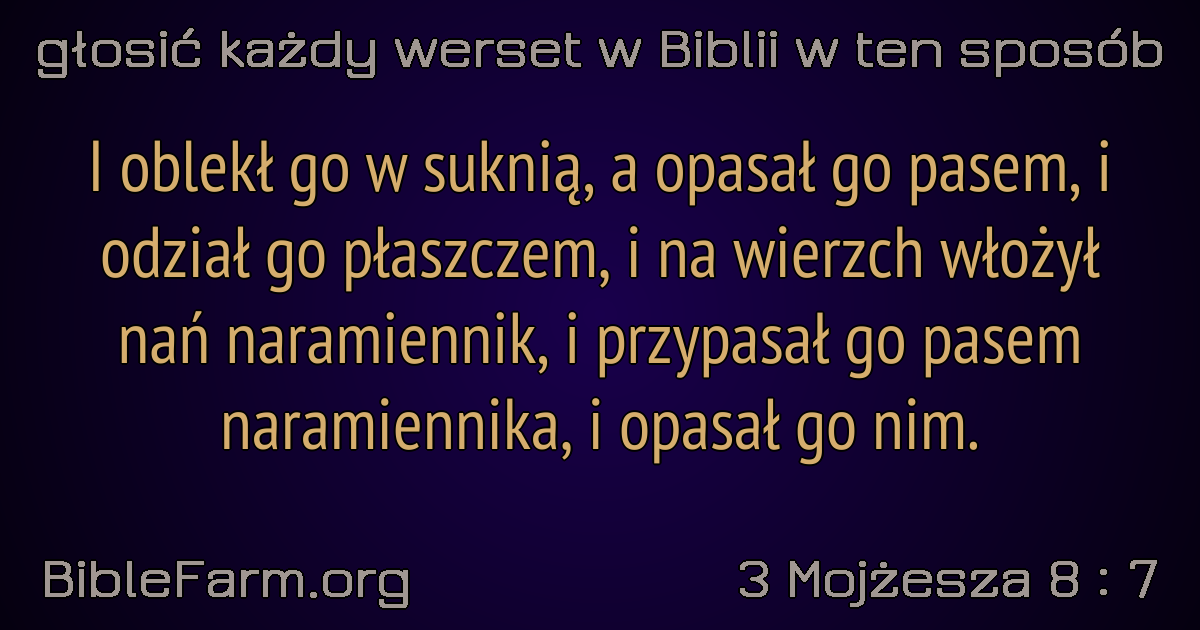 głosić każdy werset w Biblii w ten sposób
I oblekł go w suknią, a opasał go pasem, i
odział go płaszczem, i na wierzch włożył
nań naramiennik, i przypasał go pasem
naramiennika, i opasał go nim.
BibleFarm.org
3 Mojżesza 8 : 7